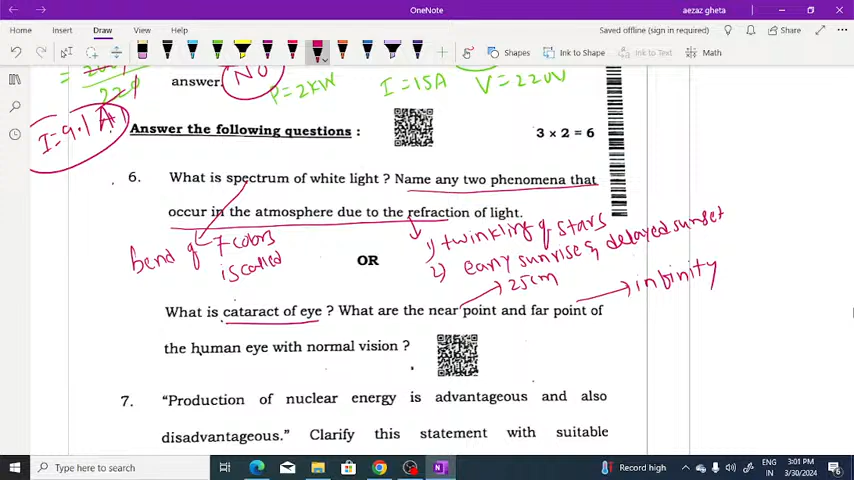 OneNote
aezaz gheta
Home Insert Draw View Help
Saved offline (sign in required)
Share
Shapes Ink to Shape Ink to Text Math
answer.
No
P=2KW I=15A V=220V
220
I=9.1A
Answer the following questions :
3 × 2 = 6
6. What is spectrum of white light ? Name any two phenomena that
occur in the atmosphere due to the refraction of light.
bend of 7 colors
is called
1) twinkling of stars
2) early sunrise & delayed sunset
OR
25cm
infinity
What is cataract of eye ? What are the near point and far point of
the human eye with normal vision ?
7. “Production of nuclear energy is advantageous and also
disadvantageous.” Clarify this statement with suitable
Type here to search
Record high
ENG
IN
3:01 PM
3/30/2024
6